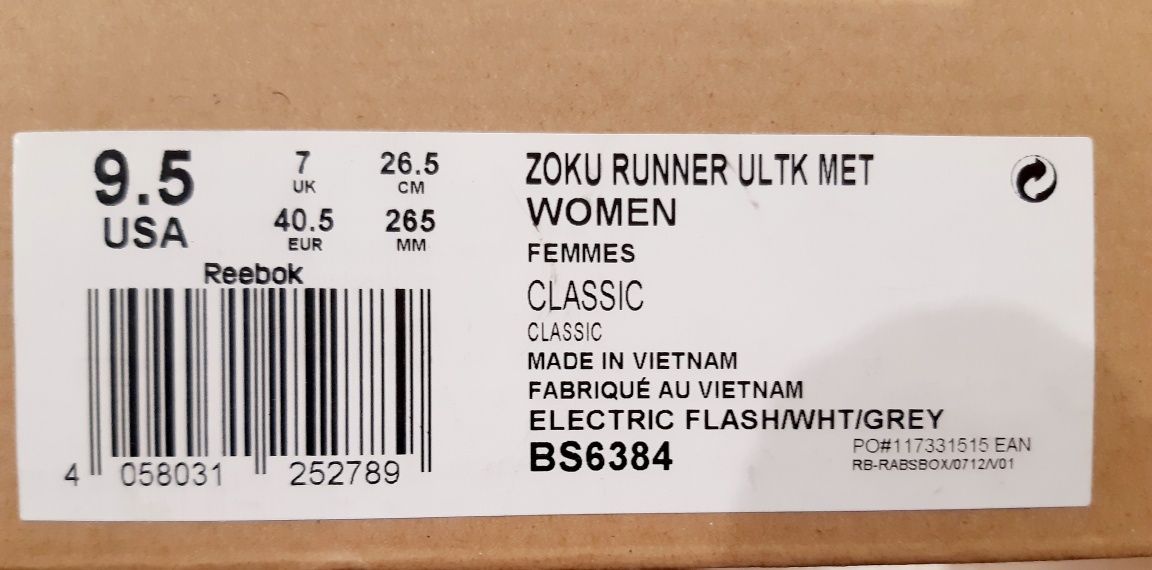 9.5
USA
7
UK
26.5
CM
40.5
EUR
265
MM
Reebok
4 058031 252789
ZOKU RUNNER ULTK MET
WOMEN
FEMMES
CLASSIC
CLASSIC
MADE IN VIETNAM
FABRIQUÉ AU VIETNAM
ELECTRIC FLASH/WHT/GREY
BS6384
PO#117331515 EAN
RB-RABSBOX/0712/V01